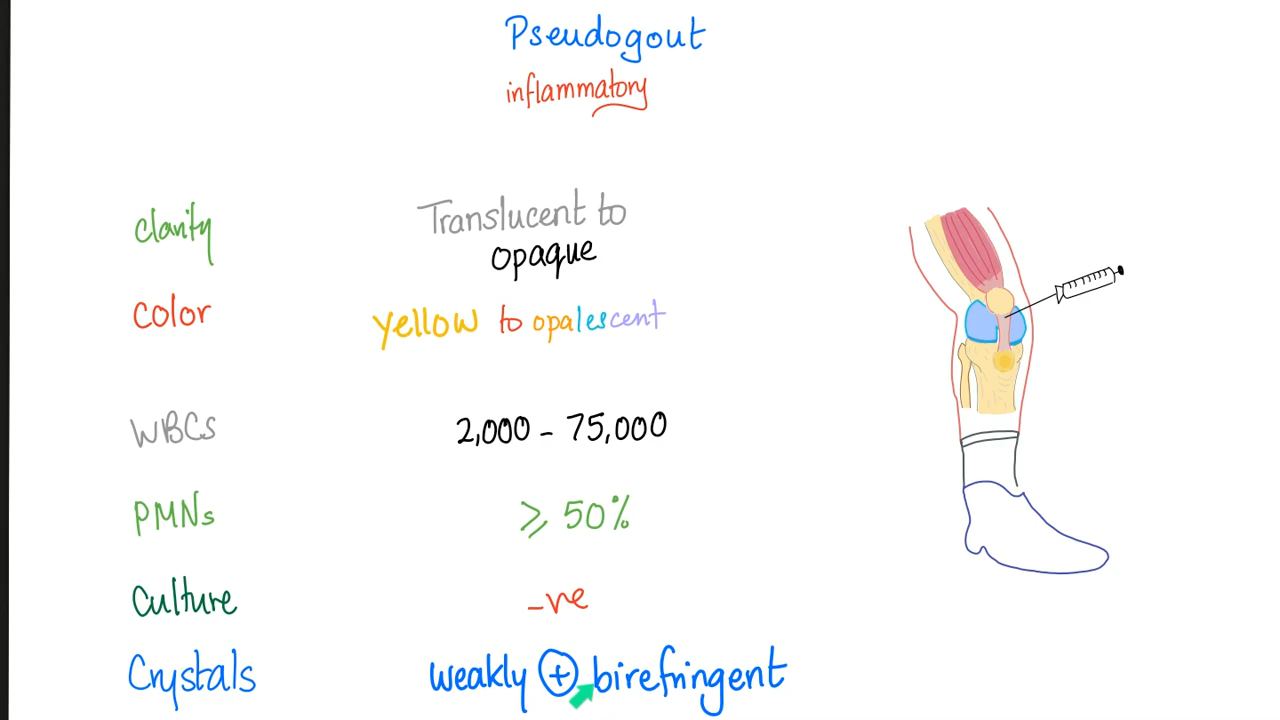 Pseudogout
inflammatory
Clarity Translucent to
opaque
Color Yellow to opalescent
WBCs 2,000 - 75,000
PMNs ⩾ 50%
Culture -ve
Crystals weakly + birefringent